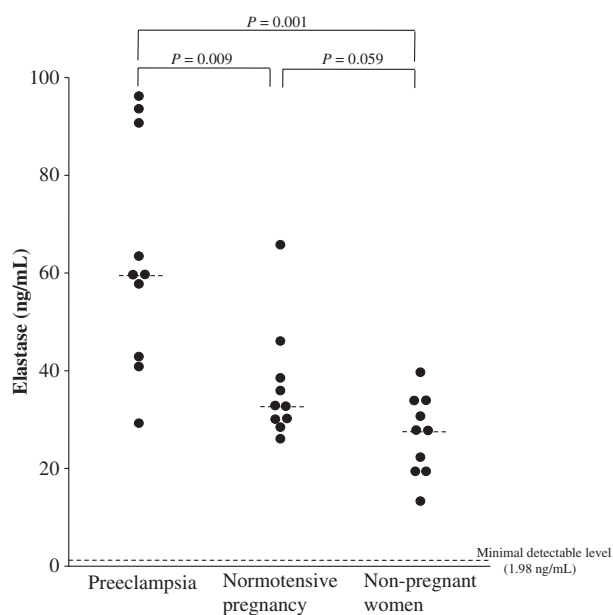 P = 0.001
P = 0.009
P = 0.059
100
80
60
40
20
0
Elastase (ng/mL)
Minimal detectable level
(1.98 ng/mL)
Preeclampsia
Normotensive
pregnancy
Non-pregnant
women